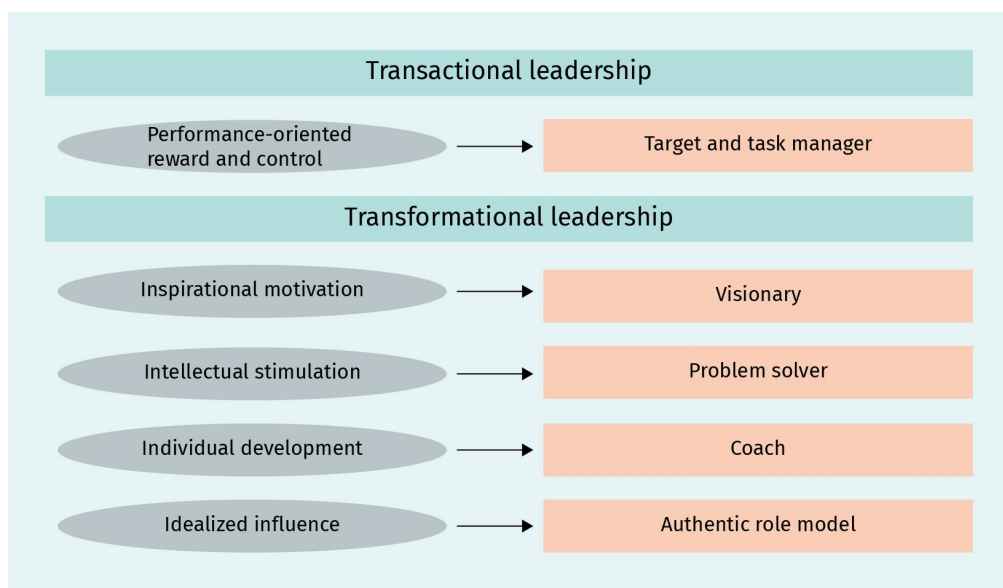 Transactional leadership
Performance-oriented
reward and control
Target and task manager
Transformational leadership
Inspirational motivation
Visionary
Intellectual stimulation
Problem solver
Individual development
Coach
Idealized influence
Authentic role model